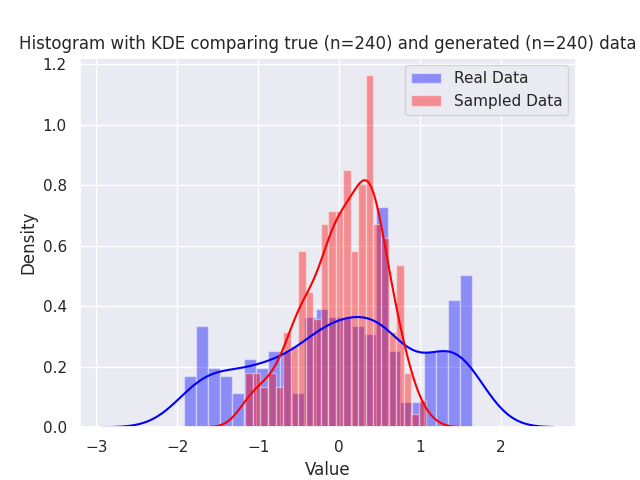 Histogram with KDE comparing true (n=240) and generated (n=240) data
Real Data
Sampled Data
1.2
1.0
0.8
0.6
0.4
0.2
0.0
Density
−3
−2
−1
0
1
2
Value